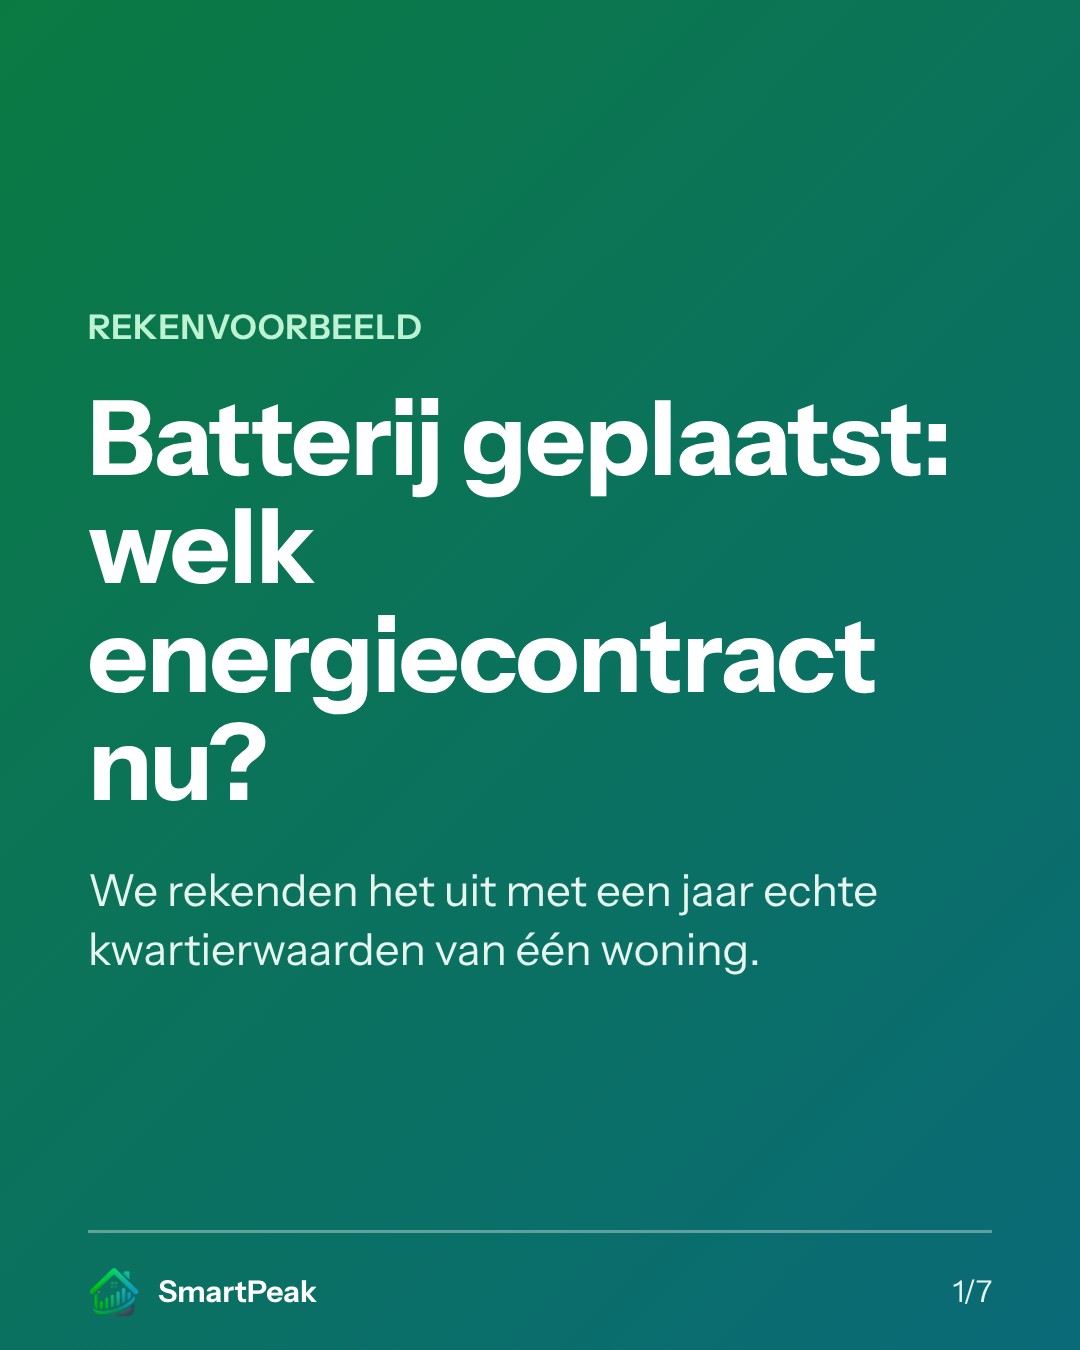 REKENVOORBEELD
Batterij geplaatst:
welk
energiecontract
nu?
We rekenden het uit met een jaar echte
kwartierwaarden van één woning.
SmartPeak
1/7